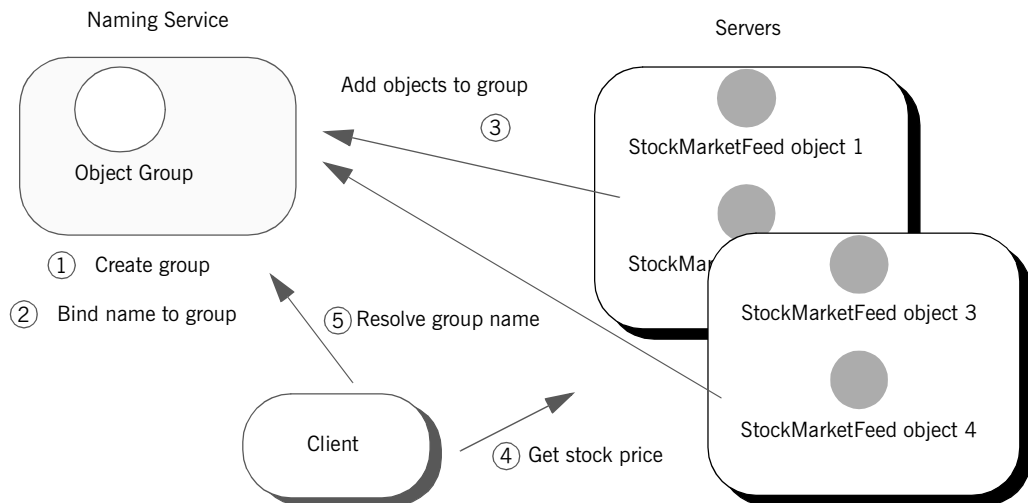 Naming Service
Servers
Add objects to group
3
StockMarketFeed object 1
Object Group
StockMar
1 Create group
2 Bind name to group
5 Resolve group name
StockMarketFeed object 3
Client
4 Get stock price
StockMarketFeed object 4